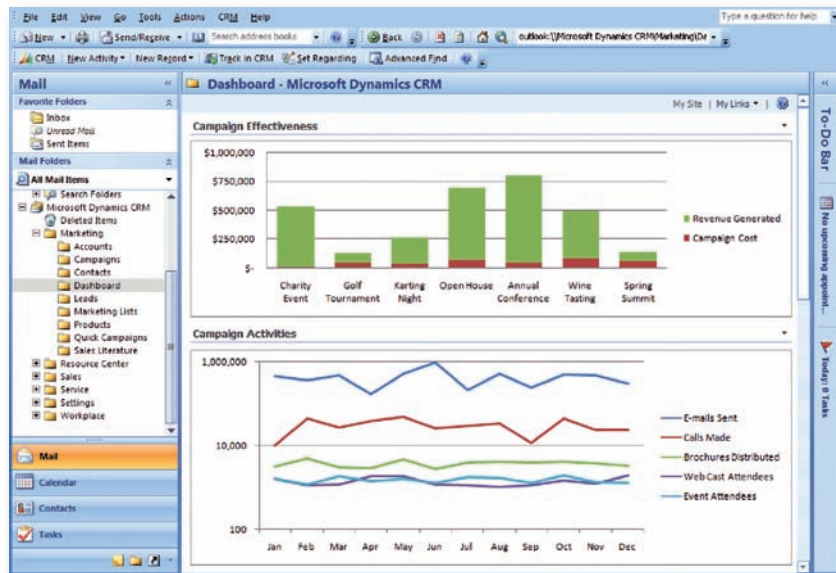 File Edit View Go Tools Actions CRM Help
Type a question for help
New Send/Receive Search address books Back outlook:\\Microsoft Dynamics CRM\Marketing\De
CRM New Activity New Record Track in CRM Set Regarding Advanced Find
Mail
Favorite Folders
Inbox
Unread Mail
Sent Items
Mail Folders
All Mail Items
Search Folders
Microsoft Dynamics CRM
Deleted Items
Marketing
Accounts
Campaigns
Contacts
Dashboard
Leads
Marketing Lists
Products
Quick Campaigns
Sales Literature
Resource Center
Sales
Service
Settings
Workplace
Mail
Calendar
Contacts
Tasks
Dashboard - Microsoft Dynamics CRM
My Site | My Links
Campaign Effectiveness
$1,000,000
$750,000
$500,000
$250,000
$-
Charity Event
Golf Tournament
Karting Night
Open House
Annual Conference
Wine Tasting
Spring Summit
Revenue Generated
Campaign Cost
Campaign Activities
1,000,000
10,000
100
Jan Feb Mar Apr May Jun Jul Aug Sep Oct Nov Dec
E-mails Sent
Calls Made
Brochures Distributed
Web Cast Attendees
Event Attendees
To-Do Bar
No upcoming appoint...
Today: 0 Tasks